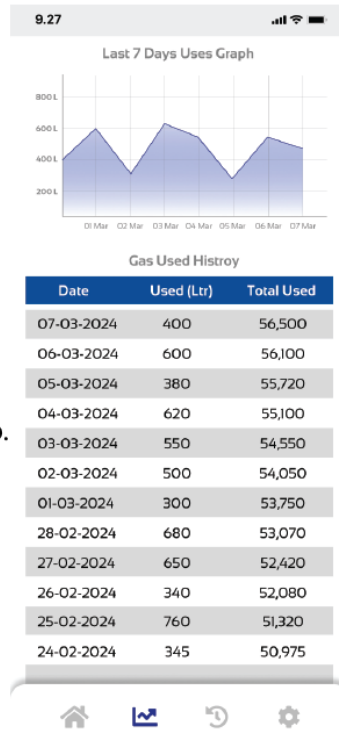 9.27
Last 7 Days Uses Graph
800 L
600 L
400 L
200 L
01 Mar 02 Mar 03 Mar 04 Mar 05 Mar 06 Mar 07 Mar
Gas Used Histroy
Date Used (Ltr) Total Used
07-03-2024 400 56,500
06-03-2024 600 56,100
05-03-2024 380 55,720
04-03-2024 620 55,100
03-03-2024 550 54,550
02-03-2024 500 54,050
01-03-2024 300 53,750
28-02-2024 680 53,070
27-02-2024 650 52,420
26-02-2024 340 52,080
25-02-2024 760 51,320
24-02-2024 345 50,975